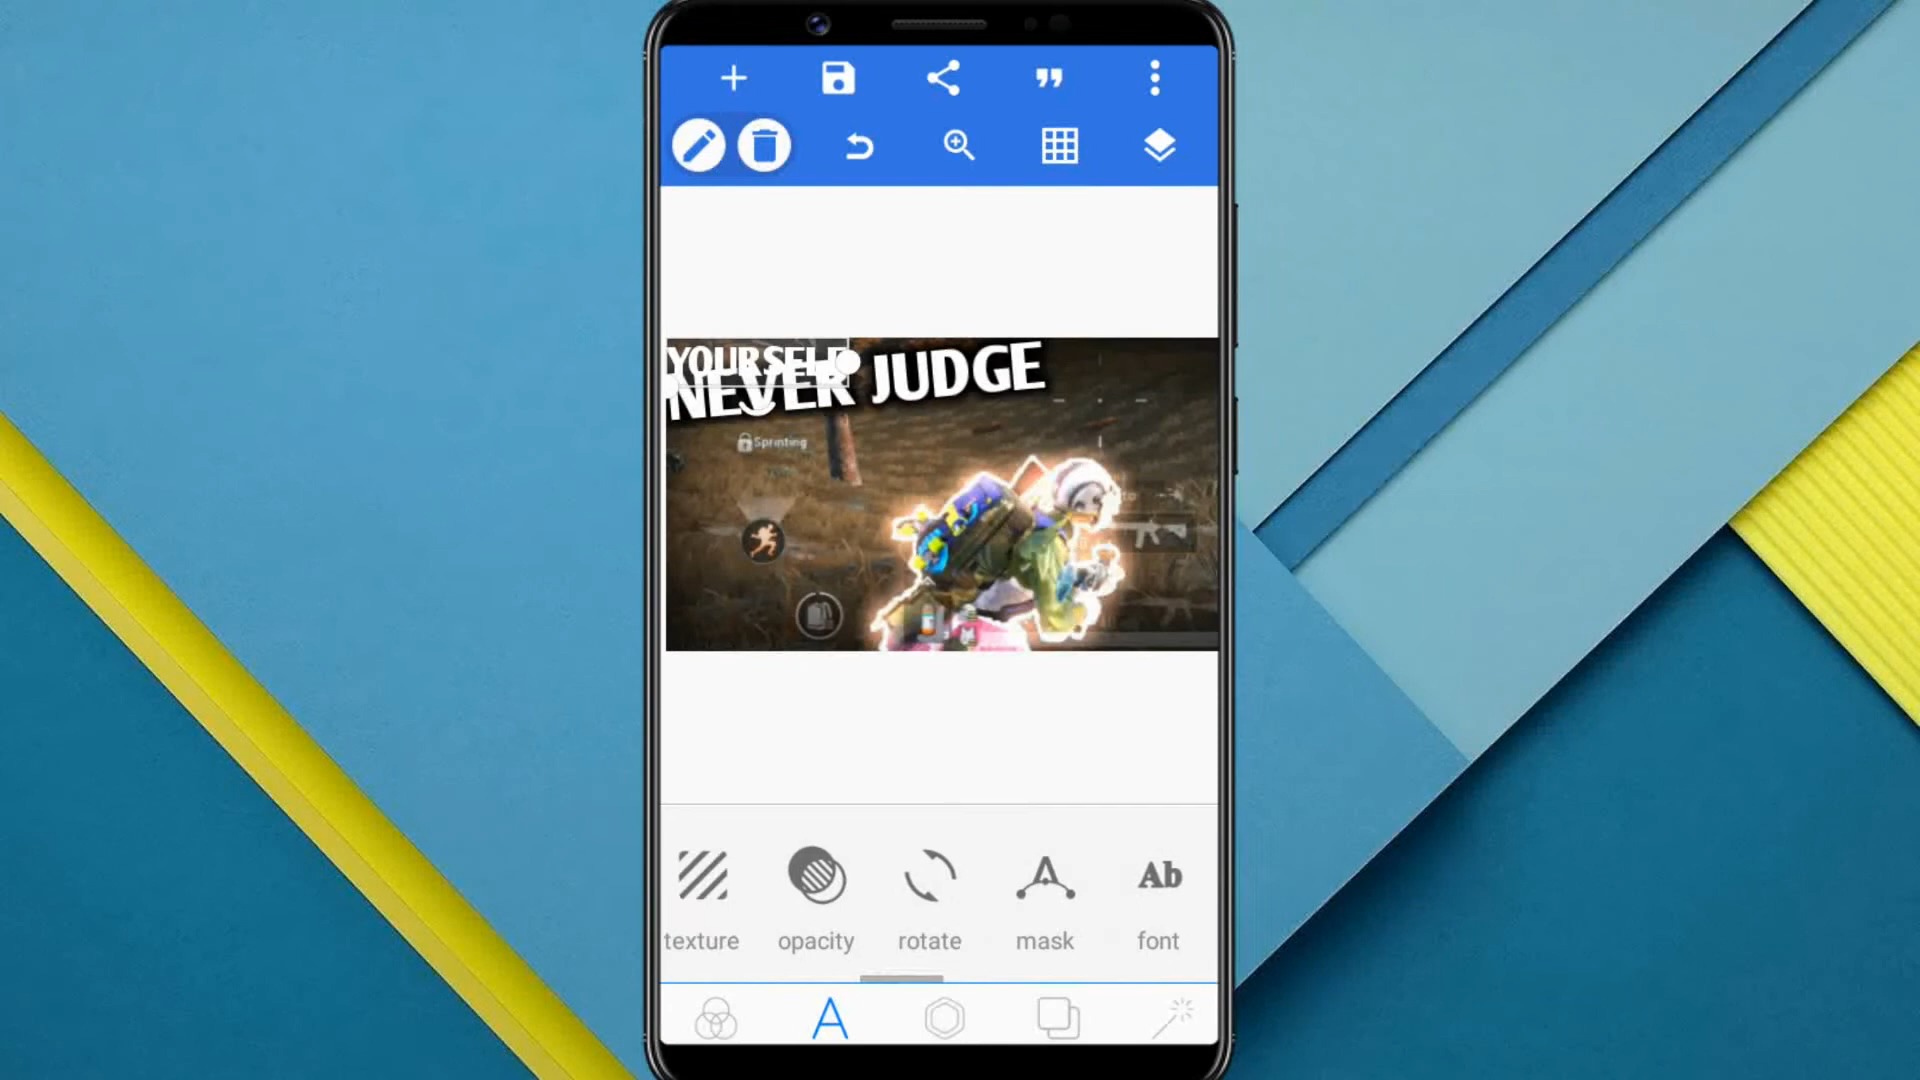 YOURSELF
NEVER JUDGE
Sprinting
texture
opacity
rotate
mask
Ab
font
A